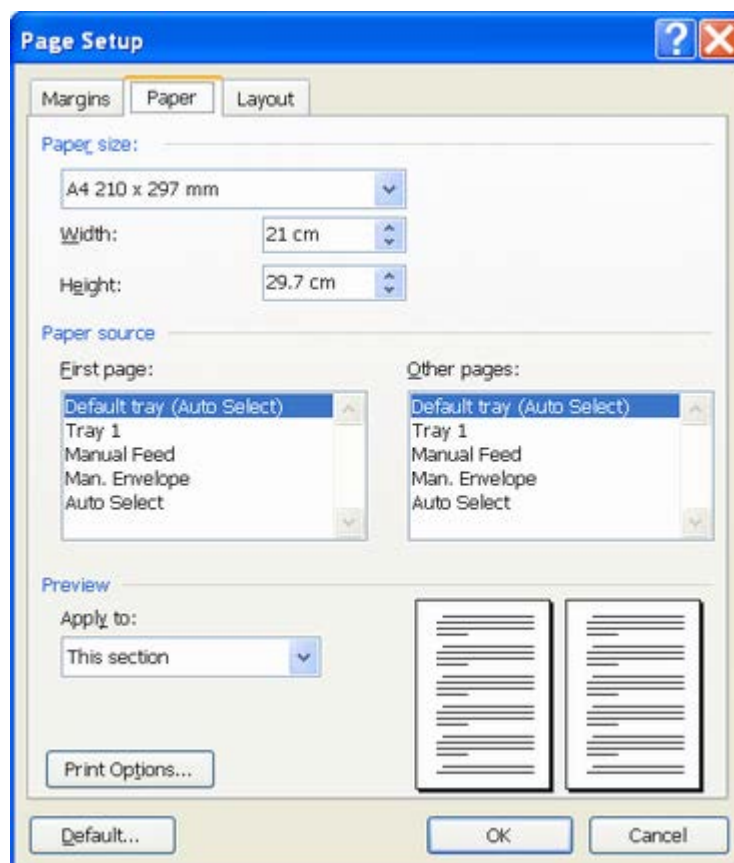 Page Setup
Margins Paper Layout
Paper size:
A4 210 x 297 mm
Width: 21 cm
Height: 29.7 cm
Paper source
First page: Other pages:
Default tray (Auto Select) Default tray (Auto Select)
Tray 1 Tray 1
Manual Feed Manual Feed
Man. Envelope Man. Envelope
Auto Select Auto Select
Preview
Apply to:
This section
Print Options...
Default... OK Cancel